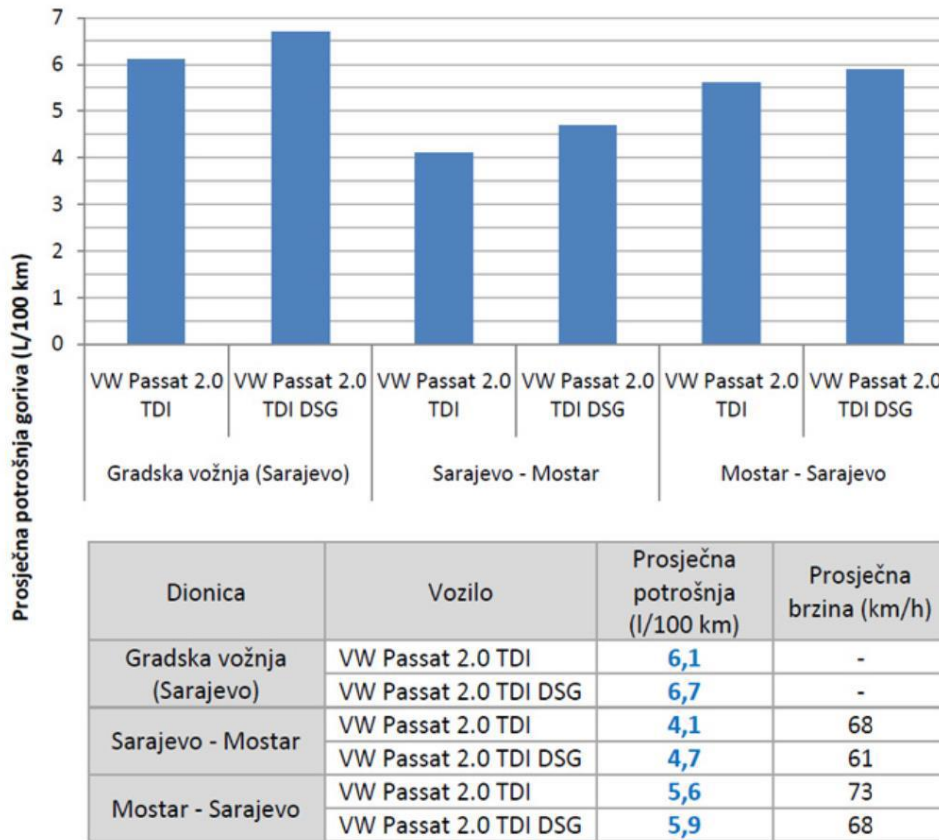 Prosječna potrošnja goriva (L/100 km)
7
6
5
4
3
2
1
0
VW Passat 2.0 TDI
VW Passat 2.0 TDI DSG
VW Passat 2.0 TDI
VW Passat 2.0 TDI DSG
VW Passat 2.0 TDI
VW Passat 2.0 TDI DSG
Gradska vožnja (Sarajevo)
Sarajevo - Mostar
Mostar - Sarajevo
Dionica
Vozilo
Prosječna
potrošnja
(l/100 km)
Prosječna
brzina (km/h)
Gradska vožnja
(Sarajevo)
VW Passat 2.0 TDI 6,1 -
VW Passat 2.0 TDI DSG 6,7 -
Sarajevo - Mostar
VW Passat 2.0 TDI 4,1 68
VW Passat 2.0 TDI DSG 4,7 61
Mostar - Sarajevo
VW Passat 2.0 TDI 5,6 73
VW Passat 2.0 TDI DSG 5,9 68